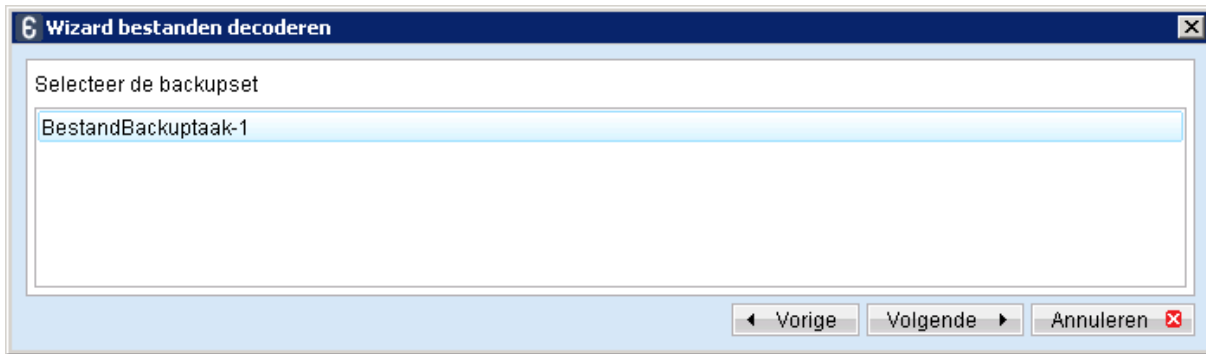 Wizard bestanden decoderen
Selecteer de backupset
BestandBackuptaak-1
Vorige Volgende Annuleren